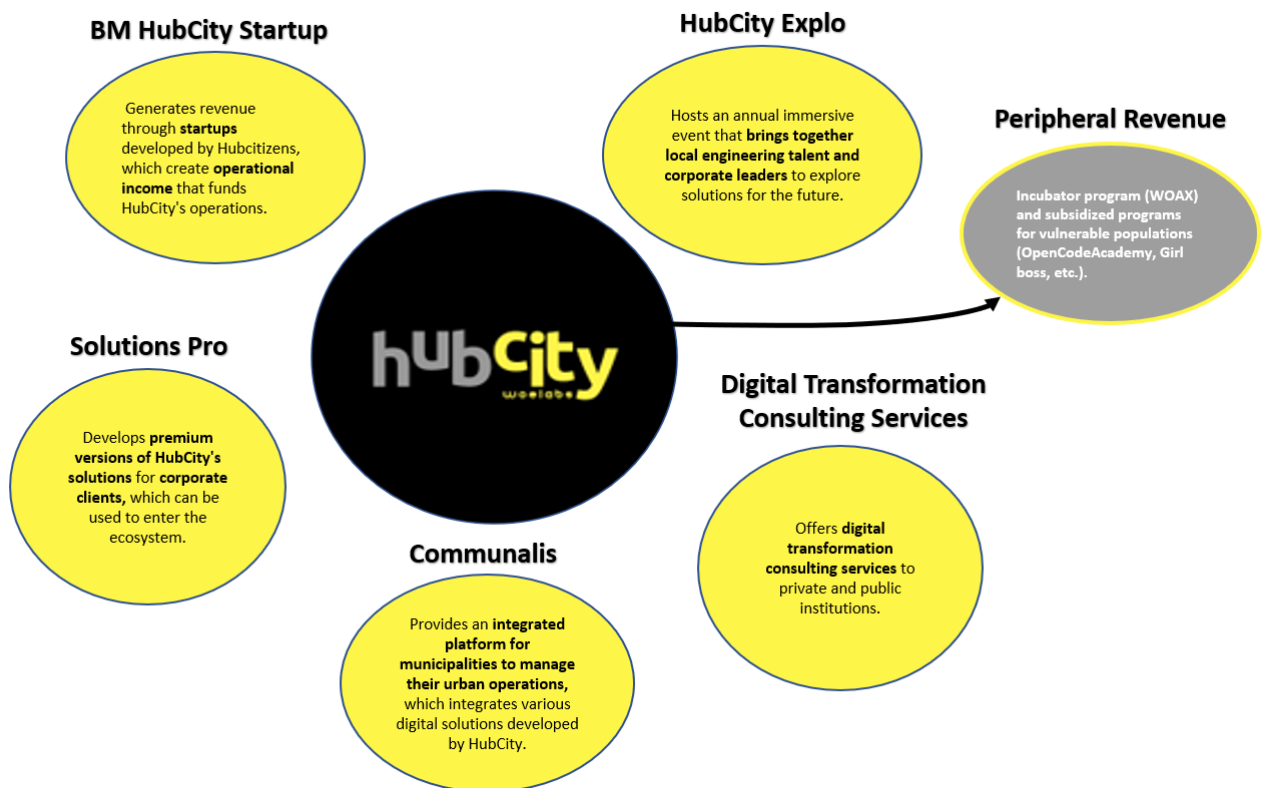 BM HubCity Startup
Generates revenue
through startups
developed by Hubcitizens,
which create operational
income that funds
HubCity's operations.
HubCity Explo
Hosts an annual immersive
event that brings together
local engineering talent and
corporate leaders to explore
solutions for the future.
Peripheral Revenue
Incubator program (WOAX)
and subsidized programs
for vulnerable populations
(OpenCodeAcademy, Girl
boss, etc.).
hubcity
woelabs
Solutions Pro
Develops premium
versions of HubCity's
solutions for corporate
clients, which can be
used to enter the
ecosystem.
Digital Transformation
Consulting Services
Offers digital
transformation
consulting services to
private and public
institutions.
Communalis
Provides an integrated
platform for
municipalities to manage
their urban operations,
which integrates various
digital solutions developed
by HubCity.